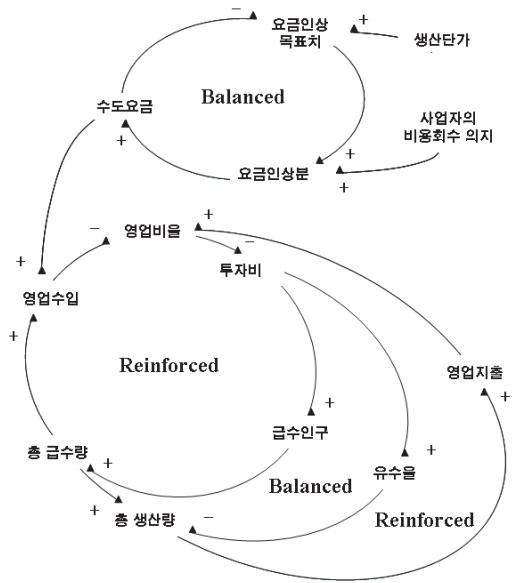 −
요금인상
목표치
+
생산단가
수도요금
Balanced
사업자의
비용회수 의지
+
요금인상분
+
+
−
영업비율
+
−
투자비
+
영업수입
+
Reinforced
영업지출
+
+
급수인구
총 급수량
+
유수율
+
Balanced
+
총 생산량
−
Reinforced